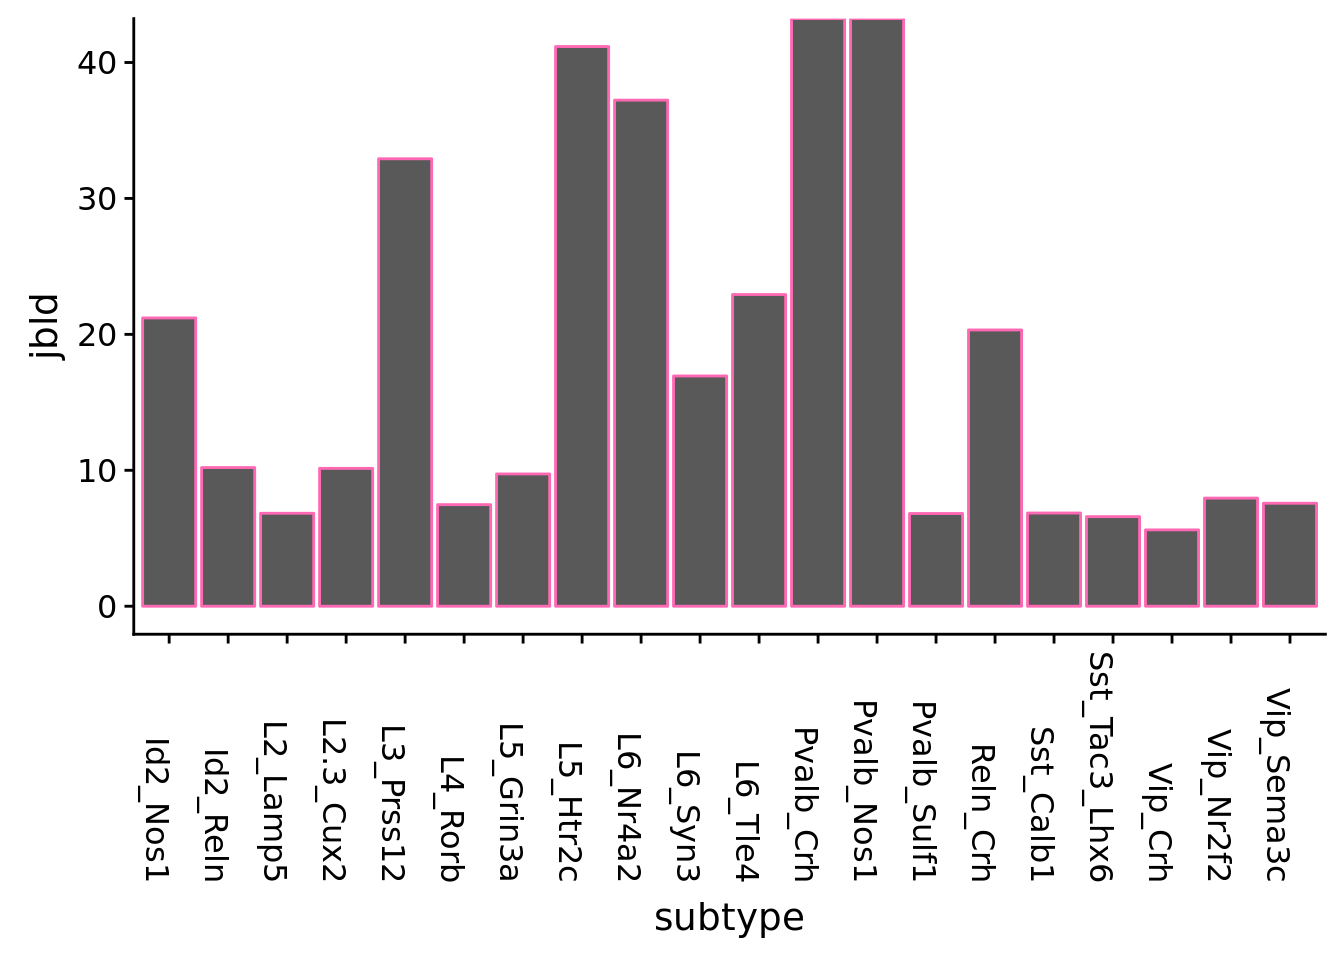 40
30
20
10
0
jqlq
Id2_Nos1
Id2_Reln
L2_Lamp5
L2.3_Cux2
L3_Prss12
L4_Rorb
L5_Grin3a
L5_Htr2c
L6_Nr4a2
L6_Syn3
L6_Tle4
Pvalb_Crh
Pvalb_Nos1
Pvalb_Sulf1
Reln_Crh
Sst_Calb1
Sst_Tac3_Lhx6
Vip_Crh
Vip_Nr2f2
Vip_Sema3c
subtype